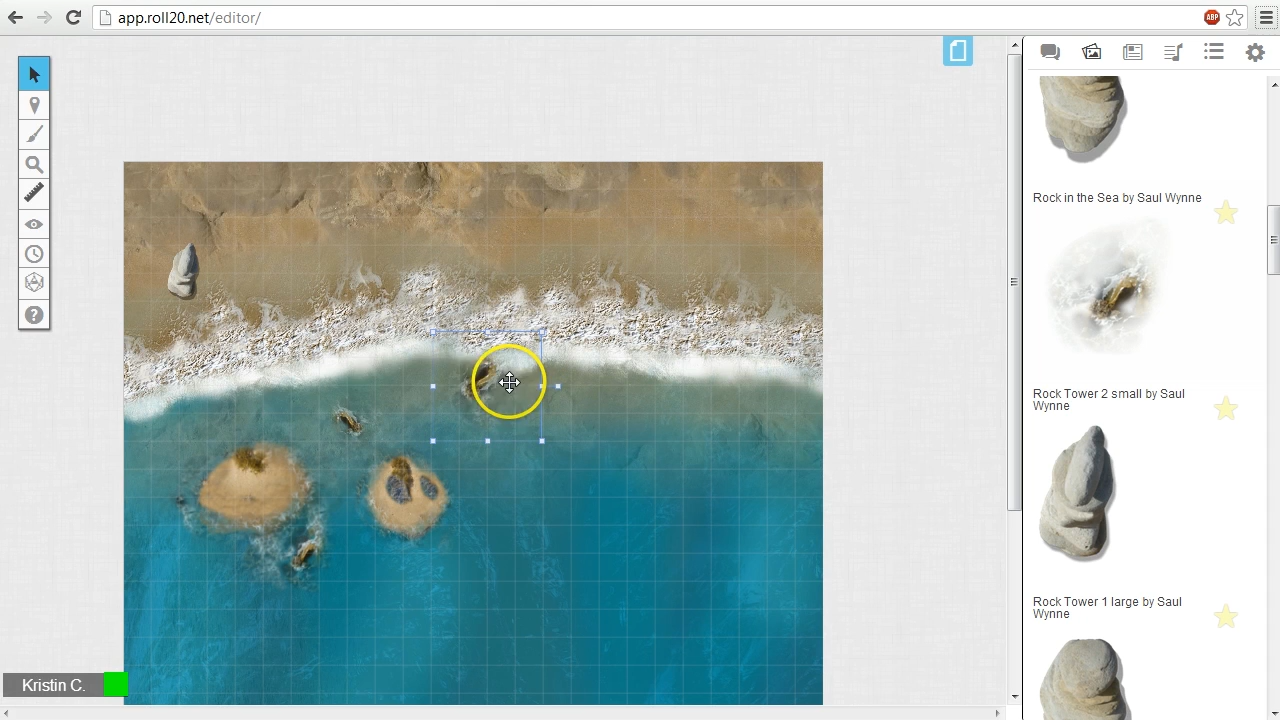 app.roll20.net/editor/
ABP
Rock in the Sea by Saul Wynne
Rock Tower 2 small by Saul
Wynne
Rock Tower 1 large by Saul
Wynne
Kristin C.